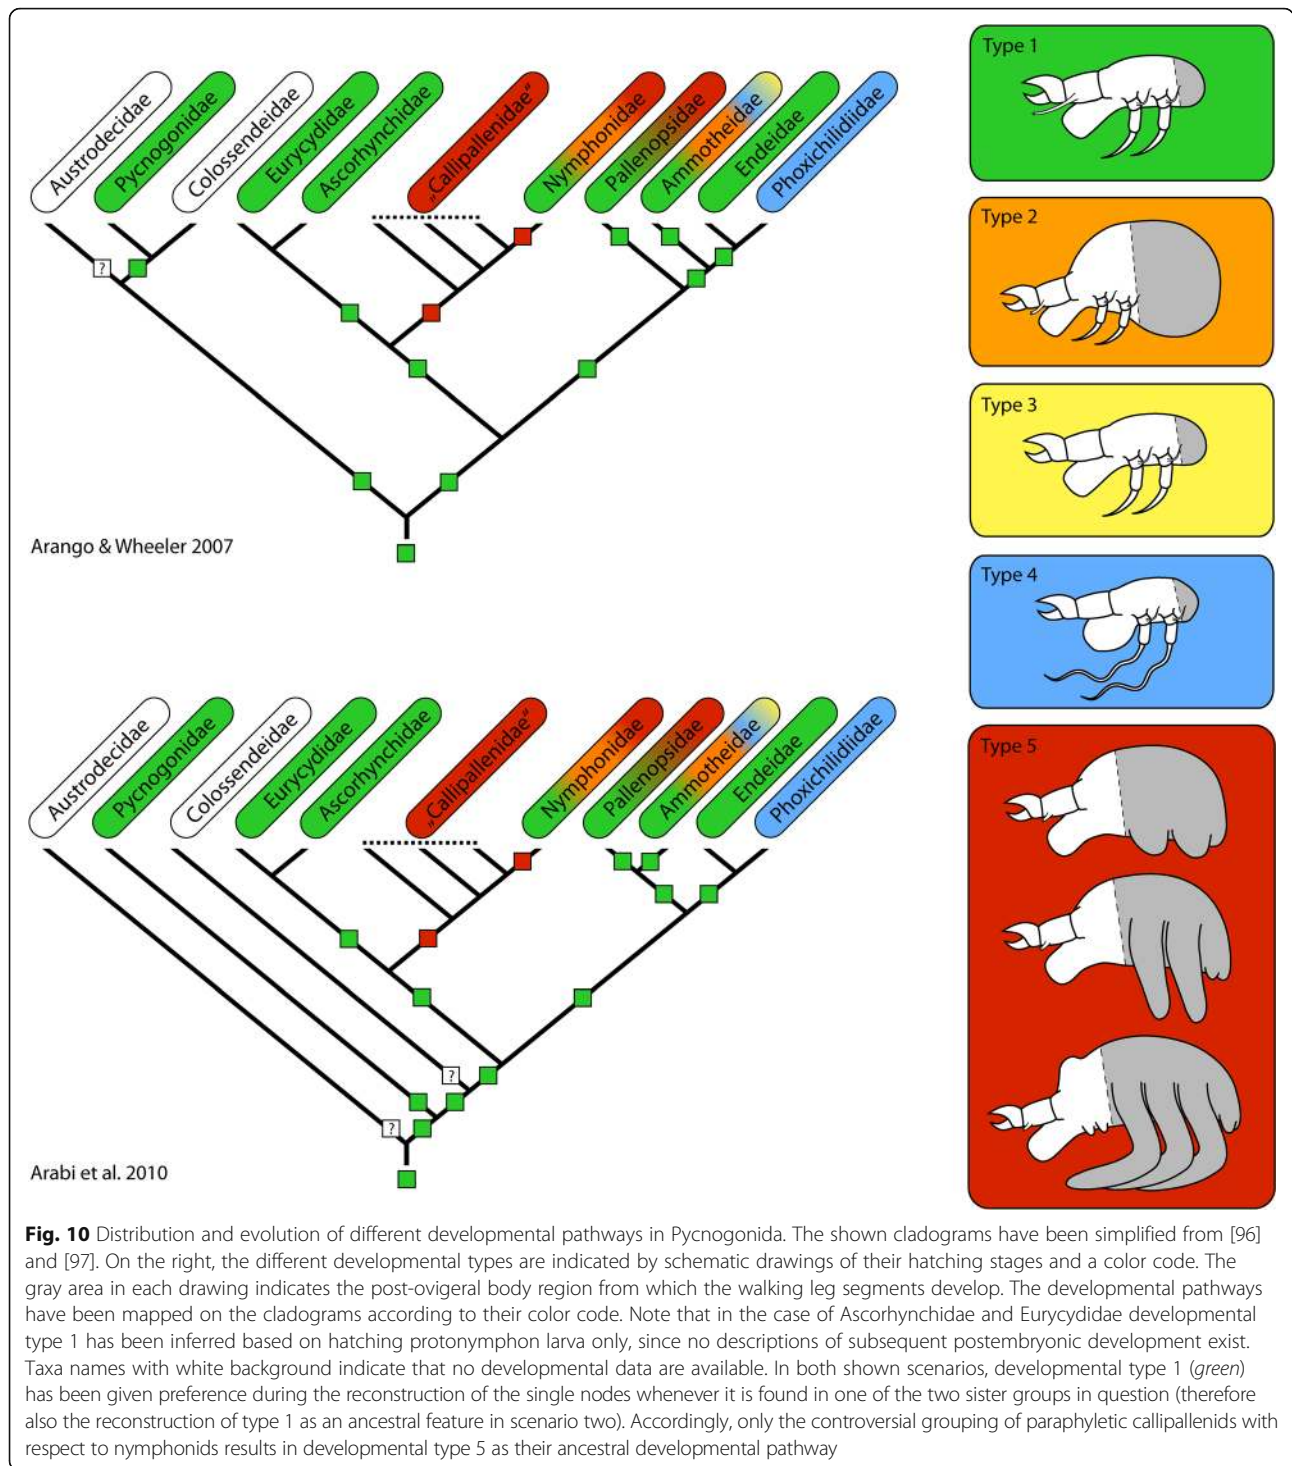 Austrodecidae
Pycnogonidae
Colossendeidae
Eurycydidae
Ascorhynchidae
„Callipallenidae“
Nymphonidae
Pallenopsidae
Ammotheidae
Endeidae
Phoxichilidiidae
?
Arango & Wheeler 2007
Austrodecidae
Pycnogonidae
Colossendeidae
Eurycydidae
Ascorhynchidae
„Callipallenidae“
Nymphonidae
Pallenopsidae
Ammotheidae
Endeidae
Phoxichilidiidae
?
?
Arabi et al. 2010
Type 1
Type 2
Type 3
Type 4
Type 5
Fig. 10 Distribution and evolution of different developmental pathways in Pycnogonida. The shown cladograms have been simplified from [96]
and [97]. On the right, the different developmental types are indicated by schematic drawings of their hatching stages and a color code. The
gray area in each drawing indicates the post-ovigeral body region from which the walking leg segments develop. The developmental pathways
have been mapped on the cladograms according to their color code. Note that in the case of Ascorhynchidae and Eurycydidae developmental
type 1 has been inferred based on hatching protonymphon larva only, since no descriptions of subsequent postembryonic development exist.
Taxa names with white background indicate that no developmental data are available. In both shown scenarios, developmental type 1 (green)
has been given preference during the reconstruction of the single nodes whenever it is found in one of the two sister groups in question (therefore
also the reconstruction of type 1 as an ancestral feature in scenario two). Accordingly, only the controversial grouping of paraphyletic callipallenids with
respect to nymphonids results in developmental type 5 as their ancestral developmental pathway